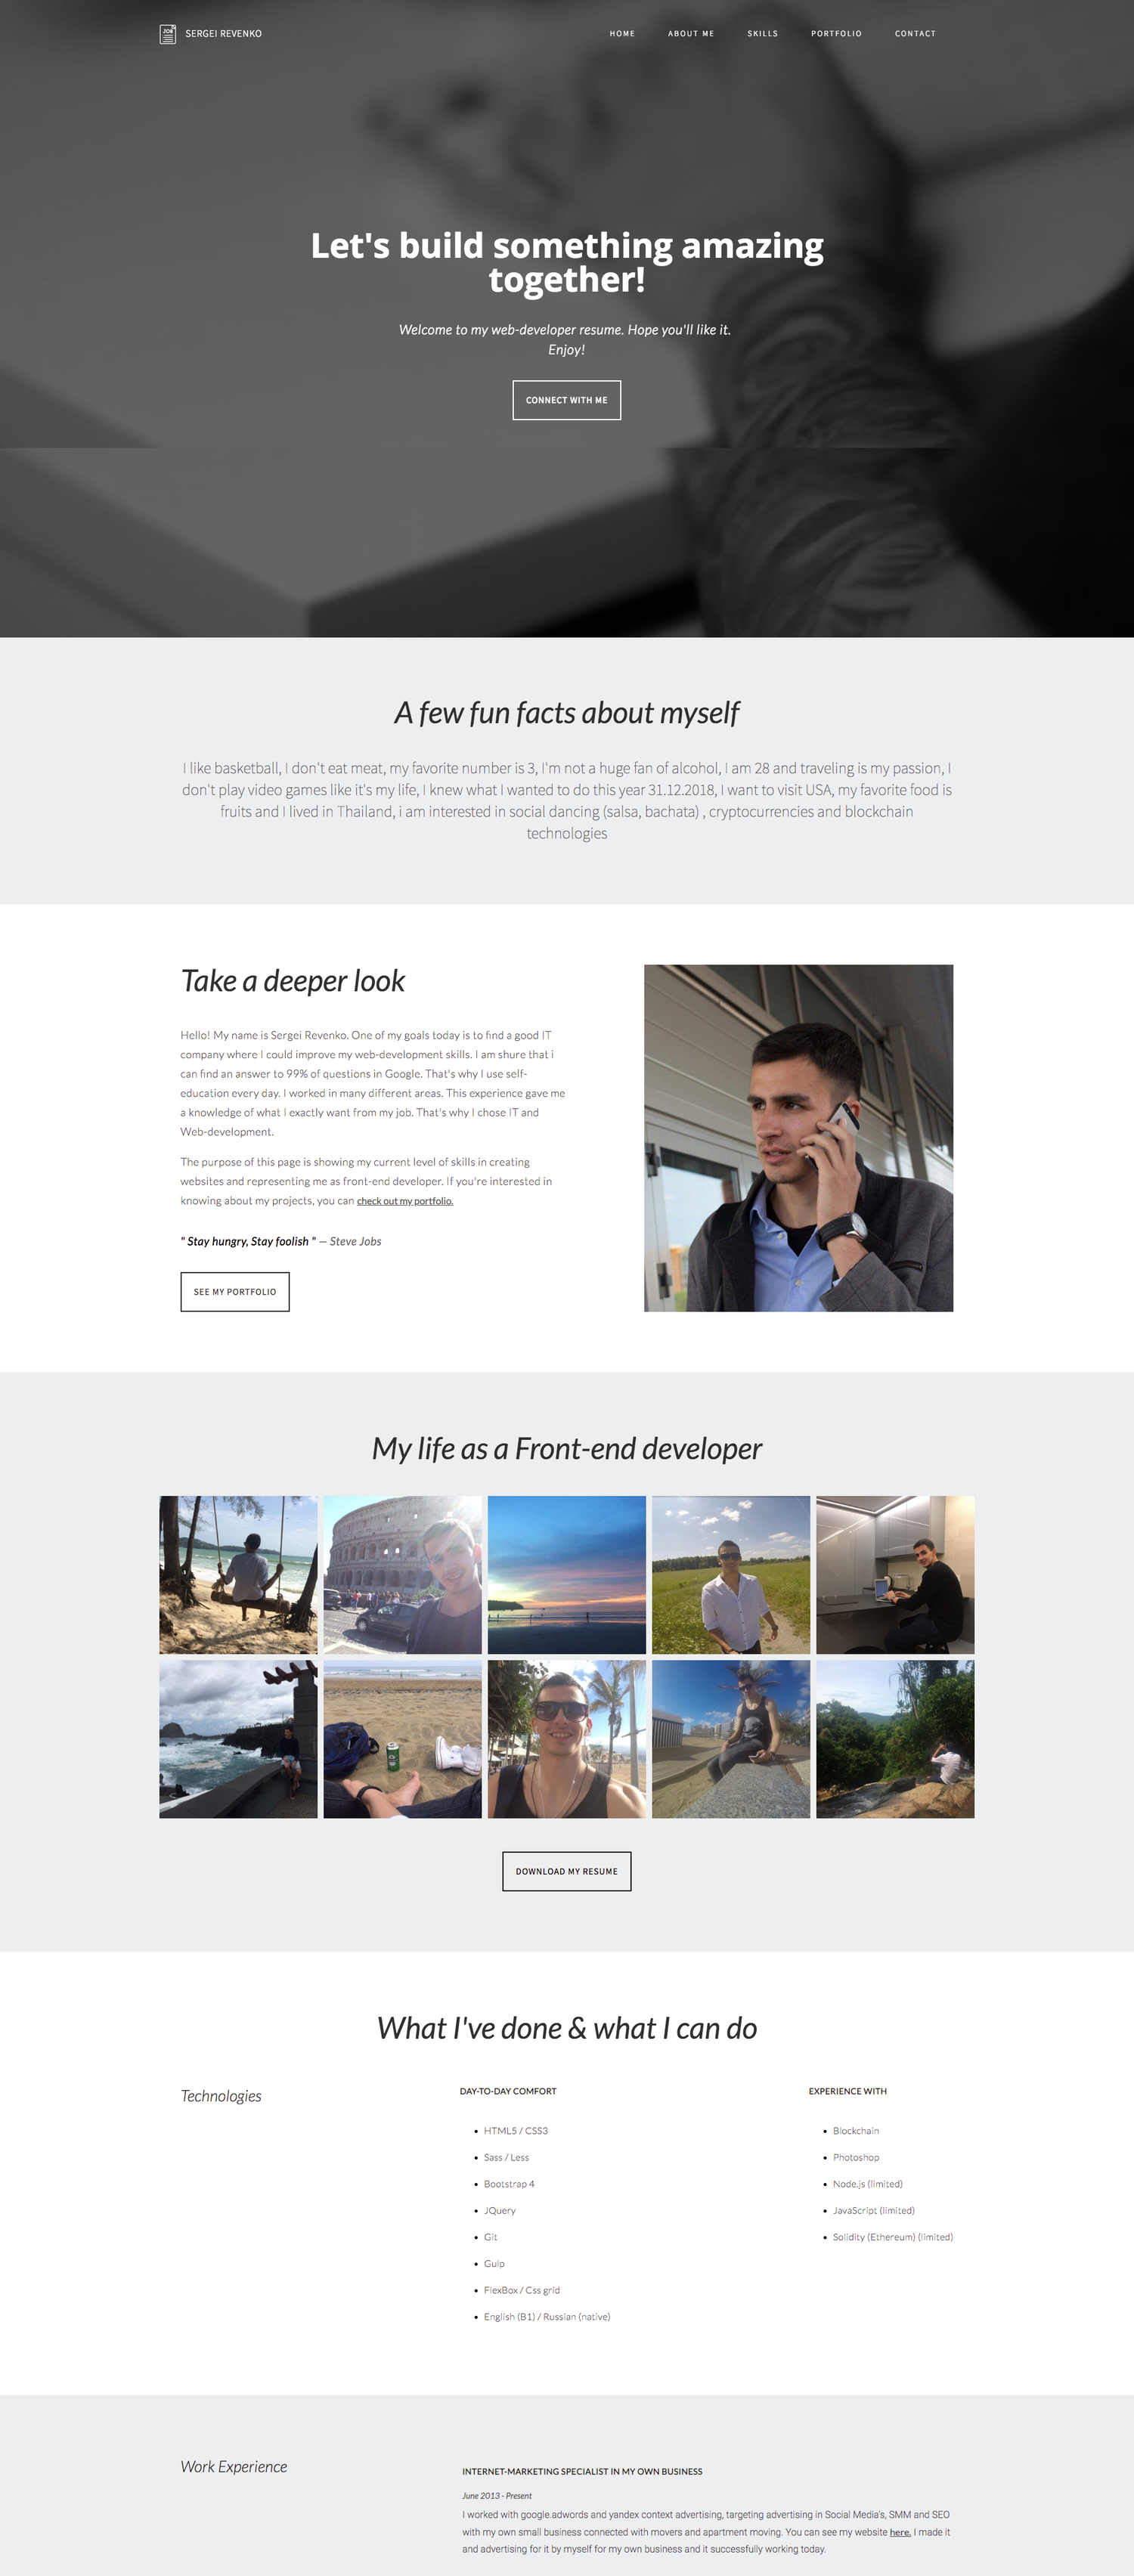 JOB
SERGEI REVENKO
HOME
ABOUT ME
SKILLS
PORTFOLIO
CONTACT
Let's build something amazing
together!
Welcome to my web-developer resume. Hope you'll like it.
Enjoy!
CONNECT WITH ME
A few fun facts about myself
I like basketball, I don't eat meat, my favorite number is 3, I'm not a huge fan of alcohol, I am 28 and traveling is my passion, I
don't play video games like it's my life, I knew what I wanted to do this year 31.12.2018, I want to visit USA, my favorite food is
fruits and I lived in Thailand, i am interested in social dancing (salsa, bachata) , cryptocurrencies and blockchain
technologies
Take a deeper look
Hello! My name is Sergei Revenko. One of my goals today is to find a good IT
company where I could improve my web-development skills. I am shure that i
can find an answer to 99% of questions in Google. That's why I use self-
education every day. I worked in many different areas. This experience gave me
a knowledge of what I exactly want from my job. That's why I chose IT and
Web-development.
The purpose of this page is showing my current level of skills in creating
websites and representing me as front-end developer. If you're interested in
knowing about my projects, you can check out my portfolio.
" Stay hungry, Stay foolish " — Steve Jobs
SEE MY PORTFOLIO
My life as a Front-end developer
DOWNLOAD MY RESUME
What I've done & what I can do
Technologies
DAY-TO-DAY COMFORT
HTML5 / CSS3
Sass / Less
Bootstrap 4
JQuery
Git
Gulp
FlexBox / Css grid
English (B1) / Russian (native)
EXPERIENCE WITH
Blockchain
Photoshop
Node.js (limited)
JavaScript (limited)
Solidity (Ethereum) (limited)
Work Experience
INTERNET-MARKETING SPECIALIST IN MY OWN BUSINESS
June 2013 - Present
I worked with google.adwords and yandex context advertising, targeting advertising in Social Media's, SMM and SEO
with my own small business connected with movers and apartment moving. You can see my website here. I made it
and advertising for it by myself for my own business and it successfully working today.